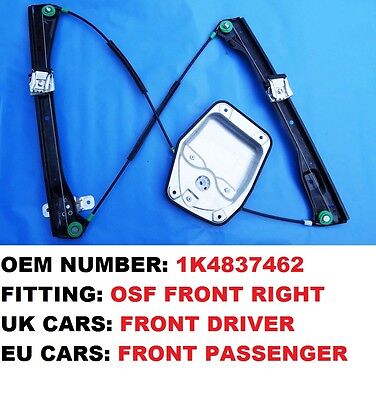 OEM NUMBER: 1K4837462
FITTING: OSF FRONT RIGHT
UK CARS: FRONT DRIVER
EU CARS: FRONT PASSENGER